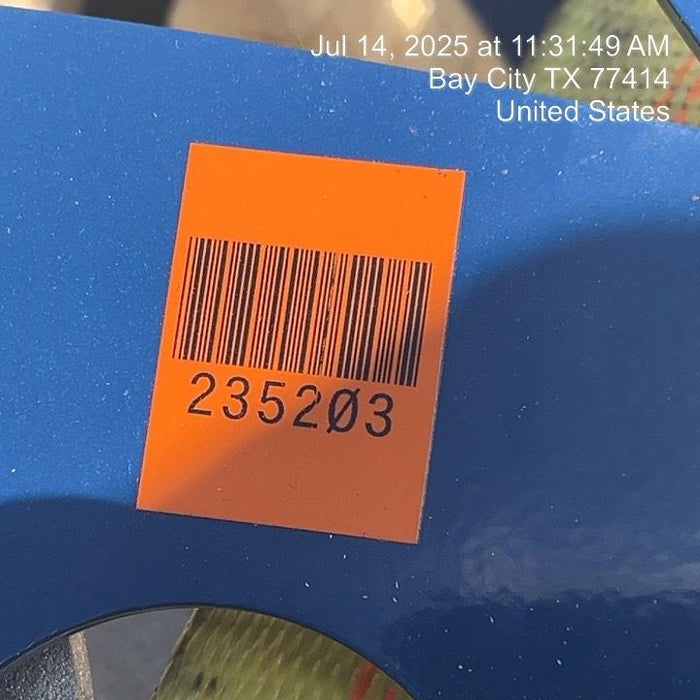 Jul 14, 2025 at 11:31:49 AM
Bay City TX 77414
United States
235203